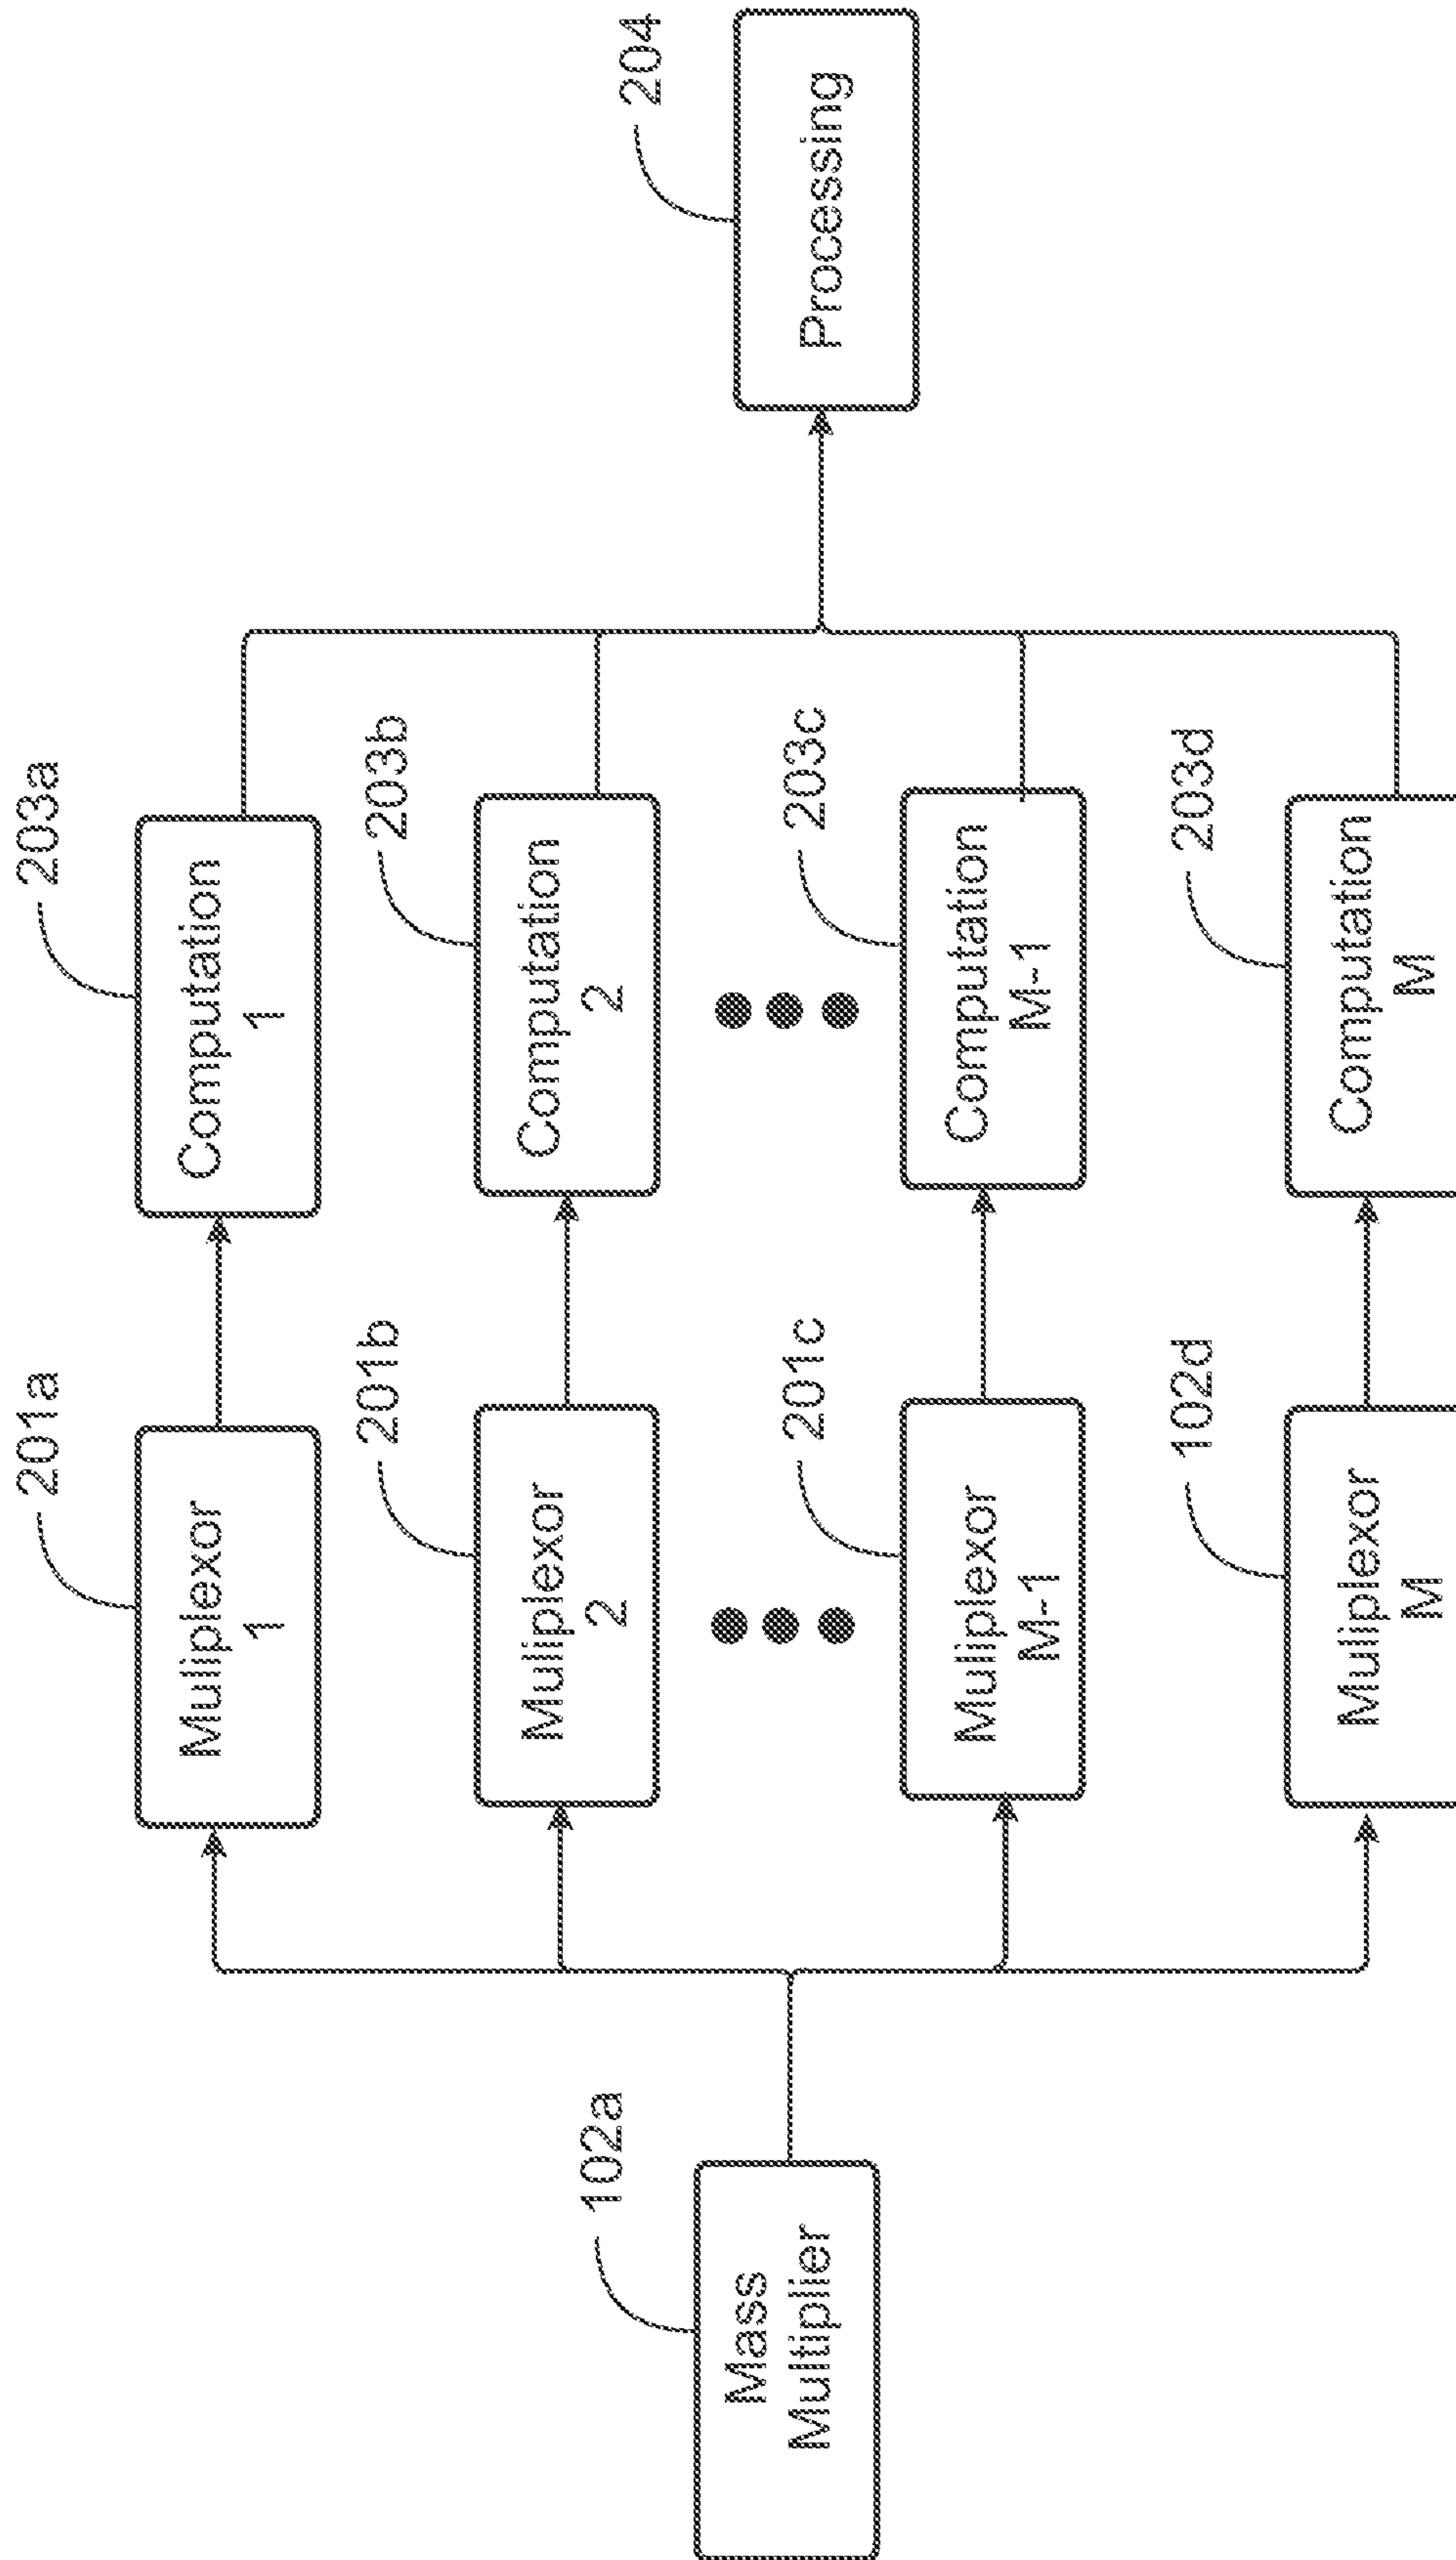 102a
Mass
Multiplier
201a
Muliplexor
1
201b
Muliplexor
2
201c
Muliplexor
M-1
102d
Muliplexor
M
203a
Computation
1
203b
Computation
2
203c
Computation
M-1
203d
Computation
M
204
Processing